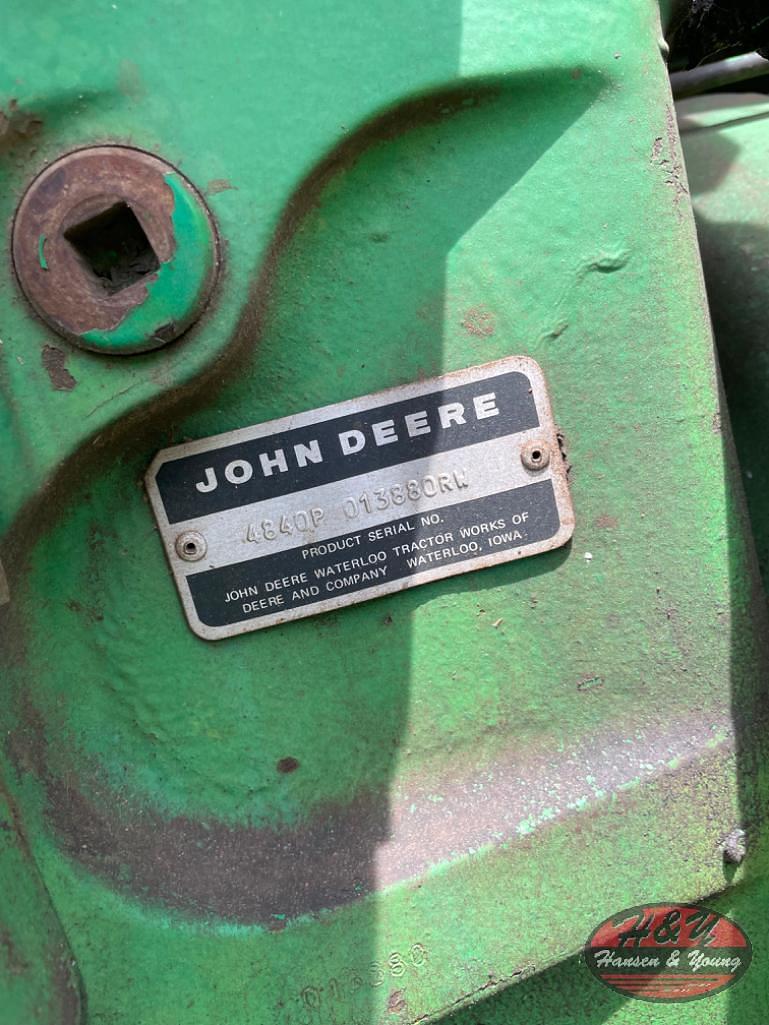 JOHN DEERE
4840P 013880RW
PRODUCT SERIAL NO.
JOHN DEERE WATERLOO TRACTOR WORKS OF
DEERE AND COMPANY WATERLOO, IOWA
H&Y
Hansen & Young